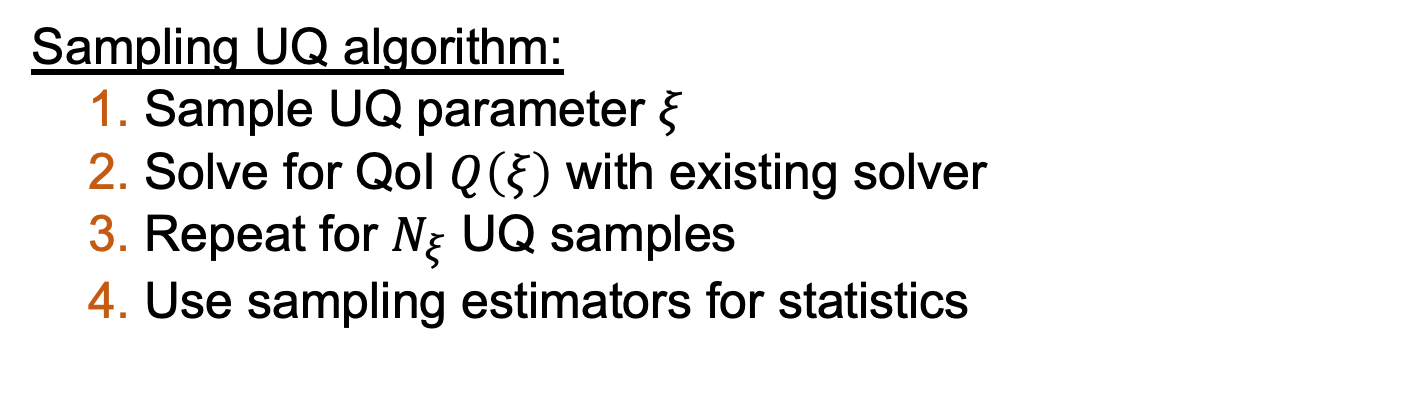 Sampling UQ algorithm:
1. Sample UQ parameter ξ
2. Solve for QoI Q(ξ) with existing solver
3. Repeat for N_ξ UQ samples
4. Use sampling estimators for statistics